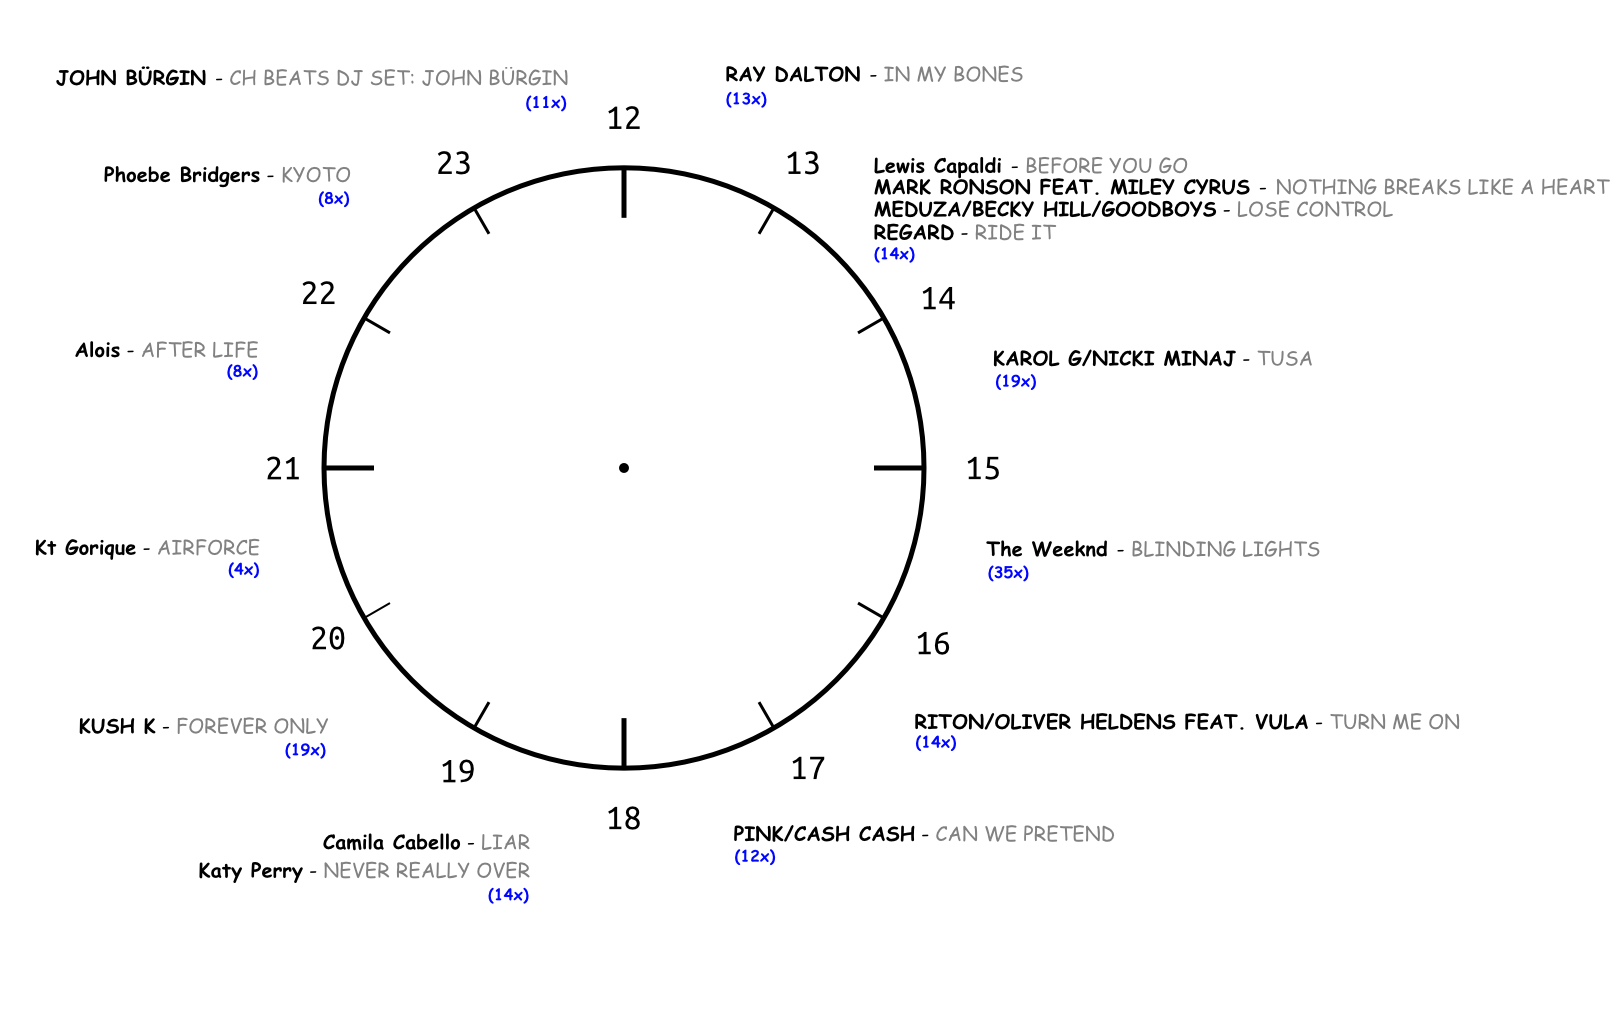 JOHN BÜRGIN - CH BEATS DJ SET: JOHN BÜRGIN
(11x)
RAY DALTON - IN MY BONES
(13x)
12
23
13
Phoebe Bridgers - KYOTO
(8x)
Lewis Capaldi - BEFORE YOU GO
MARK RONSON FEAT. MILEY CYRUS - NOTHING BREAKS LIKE A HEART
MEDUZA/BECKY HILL/GOODBOYS - LOSE CONTROL
REGARD - RIDE IT
(14x)
22
14
Alois - AFTER LIFE
(8x)
KAROL G/NICKI MINAJ - TUSA
(19x)
21
15
Kt Gorique - AIRFORCE
(4x)
The Weeknd - BLINDING LIGHTS
(35x)
20
16
KUSH K - FOREVER ONLY
(19x)
RITON/OLIVER HELDENS FEAT. VULA - TURN ME ON
(14x)
19
17
18
Camila Cabello - LIAR
Katy Perry - NEVER REALLY OVER
(14x)
PINK/CASH CASH - CAN WE PRETEND
(12x)